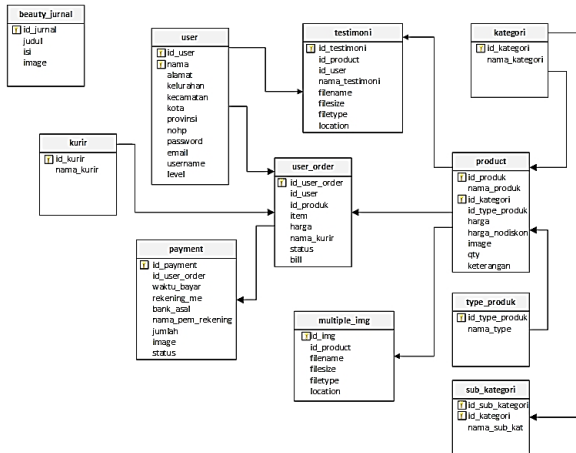 beauty_jurnal
id_jurnal
judul
isi
image
user
id_user
nama
alamat
kelurahan
kecamatan
kota
provinsi
nohp
password
email
username
level
testimoni
id_testimoni
id_product
id_user
nama_testimoni
filename
filesize
filetype
location
kategori
id_kategori
nama_kategori
kurir
id_kurir
nama_kurir
user_order
id_user_order
id_user
id_produk
item
harga
nama_kurir
status
bill
product
id_produk
nama_produk
id_kategori
id_type_produk
harga
harga_nodiskon
image
qty
keterangan
payment
id_payment
id_user_order
waktu_bayar
rekening_me
bank_asal
nama_pem_rekening
jumlah
image
status
multiple_img
id_img
id_product
filename
filesize
filetype
location
type_produk
id_type_produk
nama_type
sub_kategori
id_sub_kategori
id_kategori
nama_sub_kat